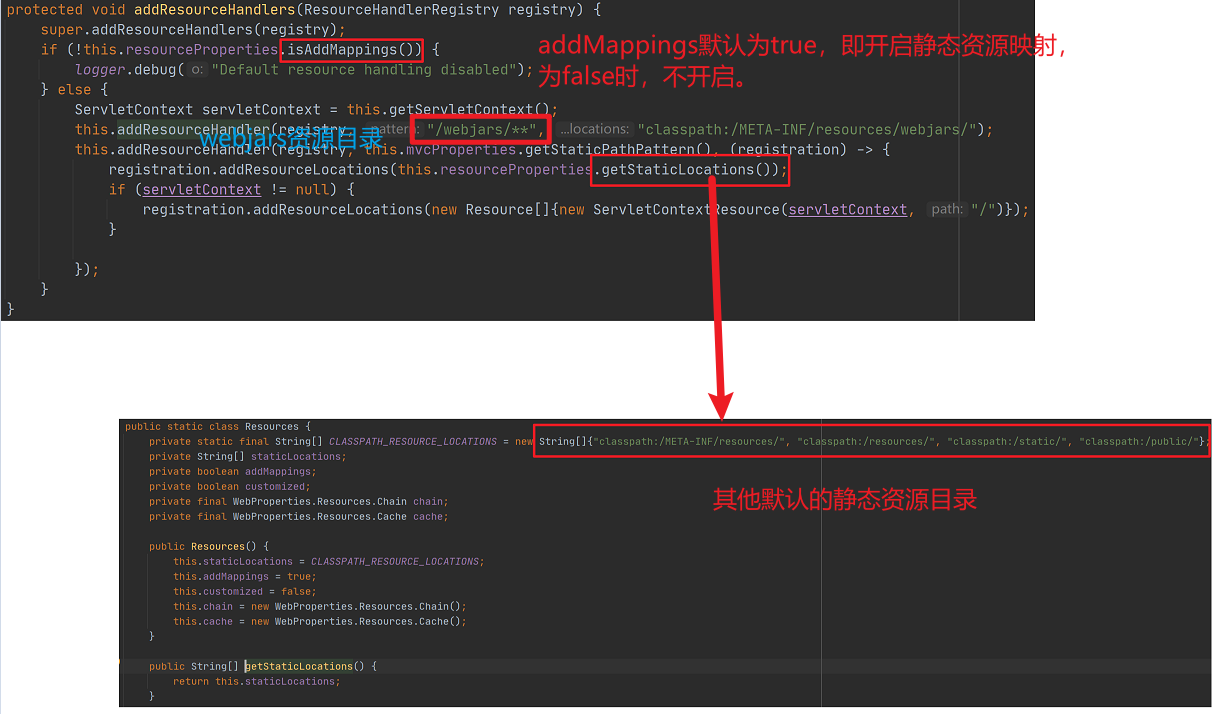 protected void addResourceHandlers(ResourceHandlerRegistry registry) {
super.addResourceHandlers(registry);
if (!this.resourceProperties.isAddMappings()) {
logger.debug( o: "Default resource handling disabled");
} else {
ServletContext servletContext = this.getServletContext();
this.addResourceHandler(registry, pattern: "/webjars/**", ...locations: "classpath:/META-INF/resources/webjars/");
this.addResourceHandler(registry, this.mvcProperties.getStaticPathPattern(), (registration) -> {
registration.addResourceLocations(this.resourceProperties.getStaticLocations());
if (servletContext != null) {
registration.addResourceLocations(new Resource[]{new ServletContextResource(servletContext, path: "/")});
}
});
}
}
addMappings默认为true，即开启静态资源映射，
为false时，不开启。
webjars资源目录
public static class Resources {
private static final String[] CLASSPATH_RESOURCE_LOCATIONS = new String[]{"classpath:/META-INF/resources/", "classpath:/resources/", "classpath:/static/", "classpath:/public/"};
private String[] staticLocations;
private boolean addMappings;
private boolean customized;
private final WebProperties.Resources.Chain chain;
private final WebProperties.Resources.Cache cache;
其他默认的静态资源目录
public Resources() {
this.staticLocations = CLASSPATH_RESOURCE_LOCATIONS;
this.addMappings = true;
this.customized = false;
this.chain = new WebProperties.Resources.Chain();
this.cache = new WebProperties.Resources.Cache();
}
public String[] getStaticLocations() {
return this.staticLocations;
}